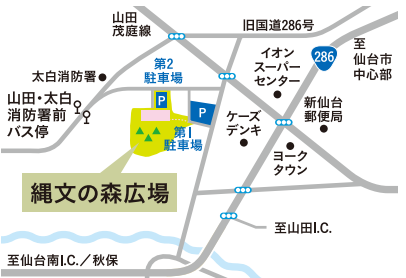 山田
茂庭線
旧国道286号
至
仙台市
中心部
286
第2
駐車場
イオン
スーパー
センター
太白消防署
P
山田・太白
消防署前
バス停
P
新仙台
郵便局
ケーズ
デンキ
第1
駐車場
ヨーク
タウン
縄文の森広場
至山田I.C.
至仙台南I.C.／秋保